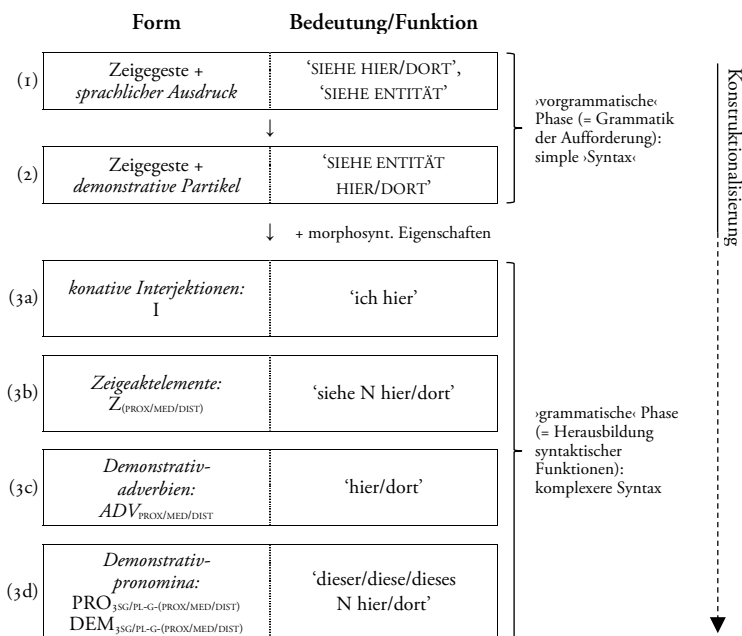 Form Bedeutung/Funktion
(1) Zeigegeste + 'SIEHE HIER/DORT',
sprachlicher Ausdruck 'SIEHE ENTITÄT'
›vorgrammatische‹
Phase (= Grammatik
der Aufforderung):
simple ›Syntax‹
↓
(2) Zeigegeste + 'SIEHE ENTITÄT
demonstrative Partikel HIER/DORT'
↓ + morphosynt. Eigenschaften
(3a) konative Interjektionen: 'ich hier'
I
(3b) Zeigeaktelemente: 'siehe N hier/dort'
Z(PROX/MED/DIST)
›grammatische‹ Phase
(= Herausbildung
syntaktischer
Funktionen):
komplexere Syntax
(3c) Demonstrativ-
adverbien: 'hier/dort'
ADVPROX/MED/DIST
(3d) Demonstrativ-
pronomina: 'dieser/diese/dieses
PRO3SG/PL-G-(PROX/MED/DIST) N hier/dort'
DEM3SG/PL-G-(PROX/MED/DIST)
Konstruktionalisierung